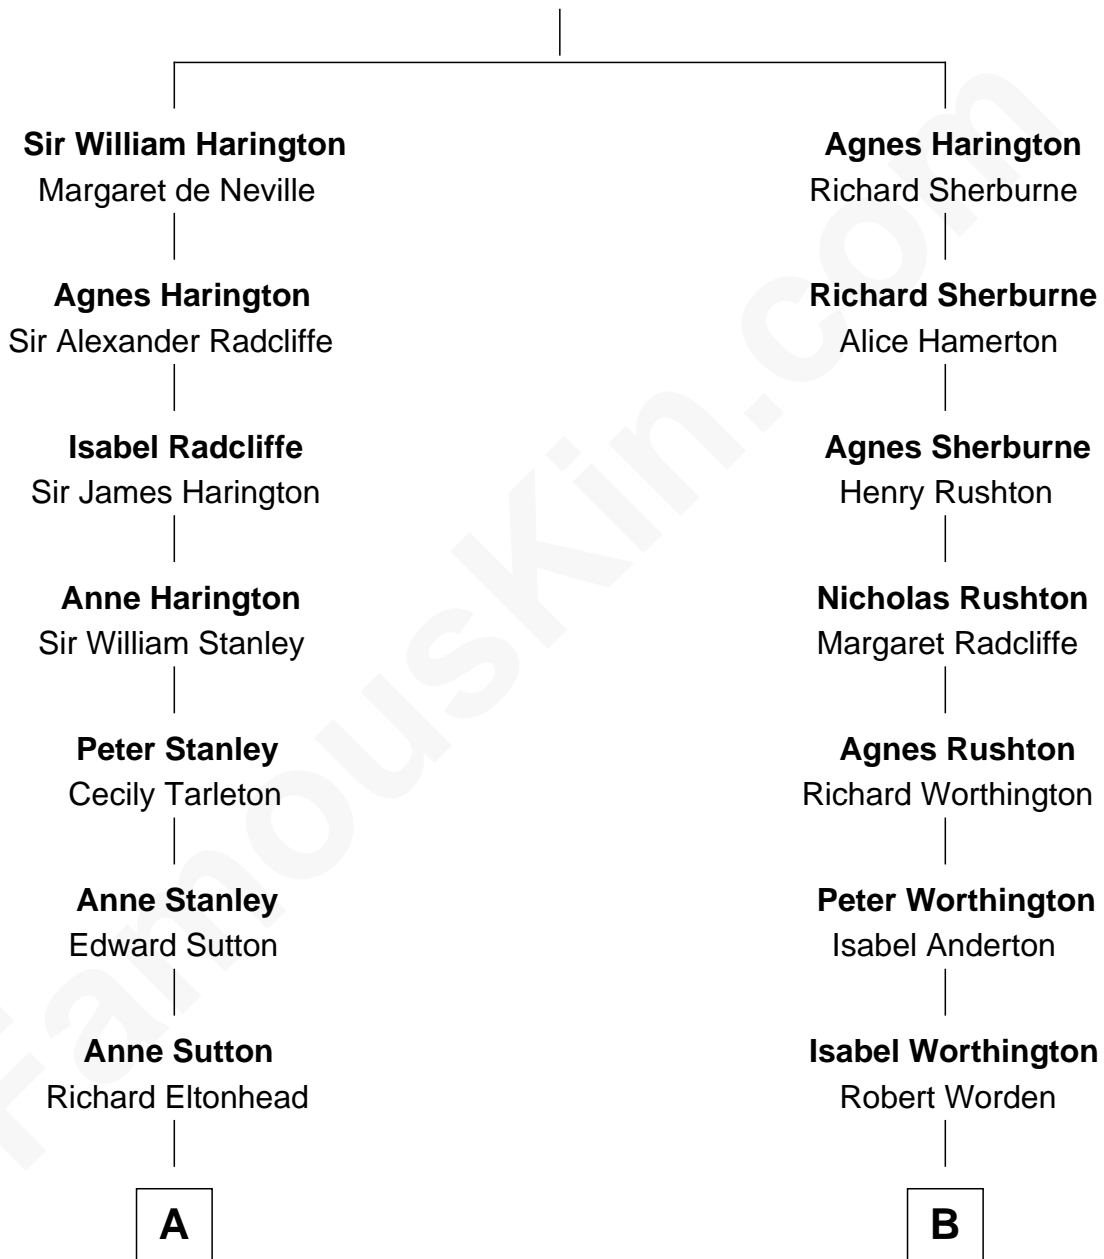 Sir William Harington
Margaret de Neville
Agnes Harington
Sir Alexander Radcliffe
Isabel Radcliffe
Sir James Harington
Anne Harington
Sir William Stanley
Peter Stanley
Cecily Tarleton
Anne Stanley
Edward Sutton
Anne Sutton
Richard Eltonhead
A
Agnes Harington
Richard Sherburne
Richard Sherburne
Alice Hamerton
Agnes Sherburne
Henry Rushton
Nicholas Rushton
Margaret Radcliffe
Agnes Rushton
Richard Worthington
Peter Worthington
Isabel Anderton
Isabel Worthington
Robert Worden
B
FamousKin.com